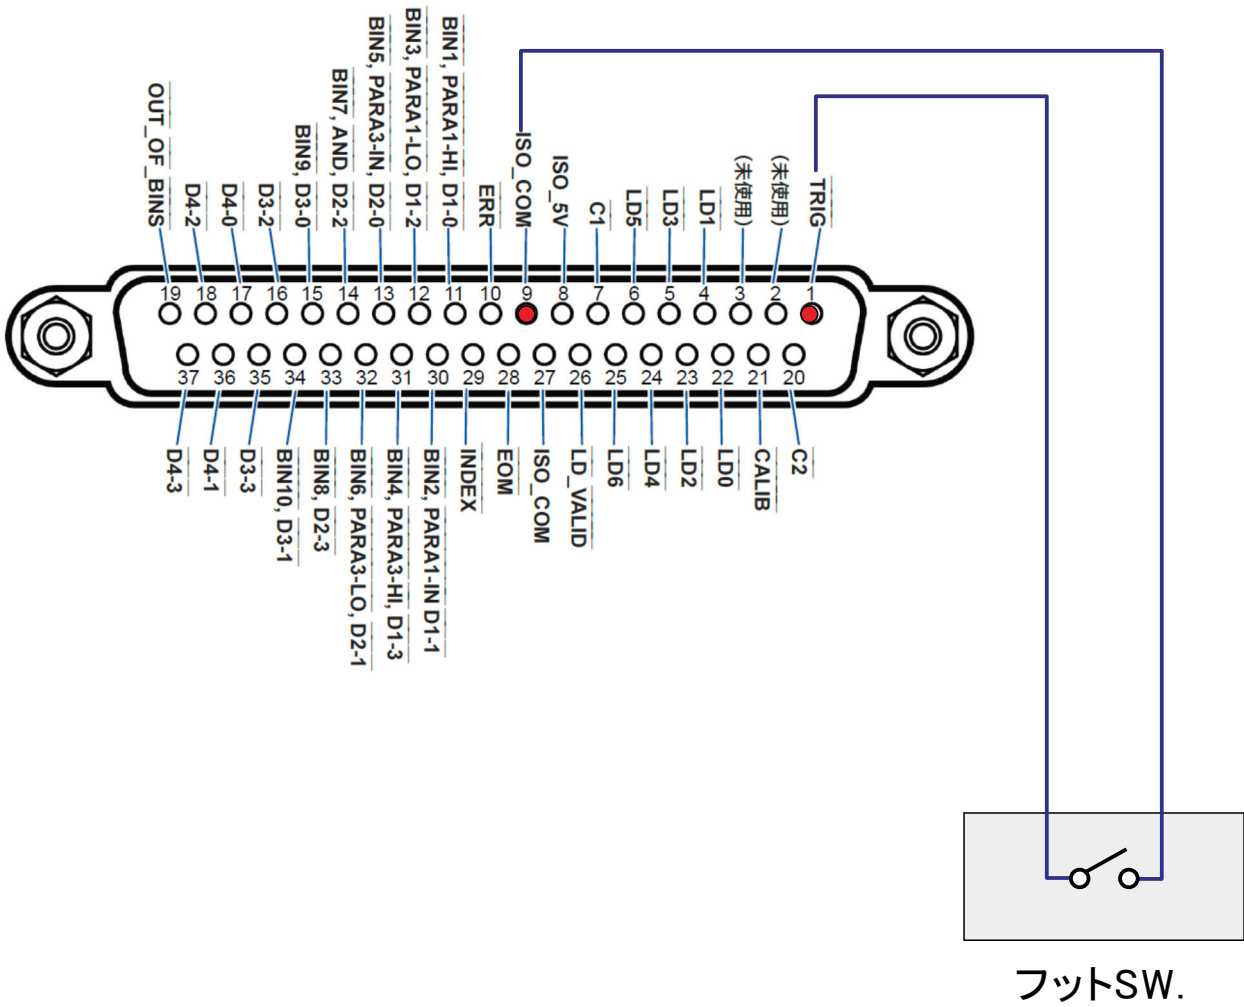 OUT_OF_BINS
D4-2
D4-0
D3-2
BIN9, D3-0
BIN7, AND, D2-2
BIN5, PARA3-IN, D2-0
BIN3, PARA1-LO, D1-2
BIN1, PARA1-HI, D1-0
ERR
ISO_COM
ISO_5V
C1
LD5
LD3
LD1
(未使用)
(未使用)
TRIG
19 18 17 16 15 14 13 12 11 10 9 8 7 6 5 4 3 2 1
37 36 35 34 33 32 31 30 29 28 27 26 25 24 23 22 21 20
D4-3
D4-1
D3-3
BIN10, D3-1
BIN8, D2-3
BIN6, PARA3-LO, D2-1
BIN4, PARA3-HI, D1-3
BIN2, PARA1-IN D1-1
INDEX
EOM
ISO_COM
LD_VALID
LD6
LD4
LD2
LD0
CALIB
C2
フットSW.